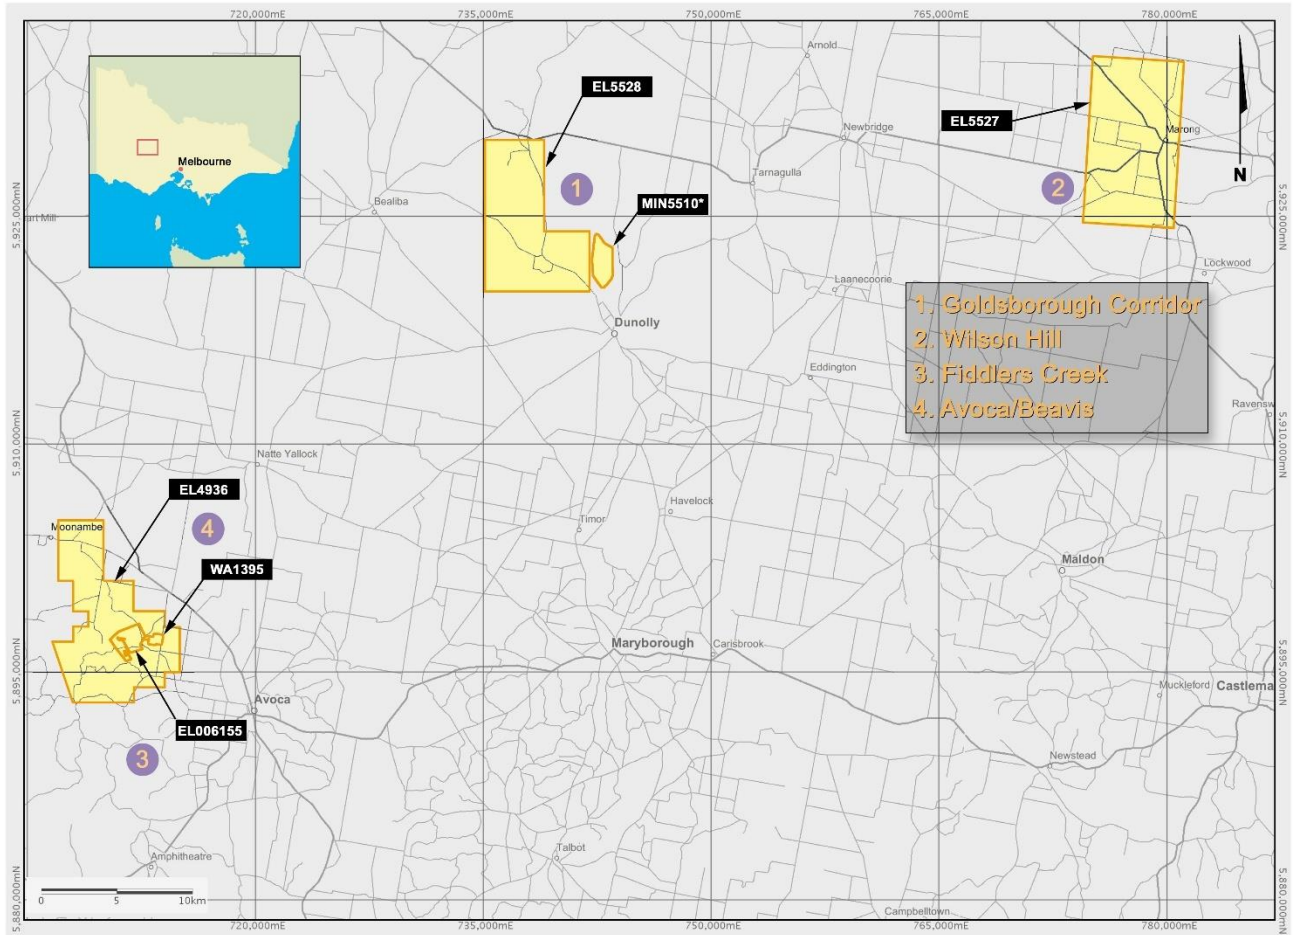 720,000mE
735,000mE
750,000mE
765,000mE
780,000mE
Arnold
EL5528
EL5527
Newbridge
Marong
Melbourne
Tarnagulla
N
1
2
5,925,000mN
art Mill
Bealiba
MIN5510*
5,925,000mN
Lockwood
Laanecoorie
1. Goldsborough Corridor
2. Wilson Hill
3. Fiddlers Creek
4. Avoca/Beavis
Dunolly
Eddington
Ravensw
5,910,000mN
5,910,000mN
Natte Yallock
EL4936
Moonambe
4
Havelock
Timor
WA1395
Maldon
Maryborough
Carisbrook
5,895,000mN
5,895,000mN
Muckleford
Castlema
Avoca
EL006155
3
Newstead
Amphitheatre
Talbot
0
5
10km
5,880,000mN
5,880,000mN
Campbelltown
720,000mE
735,000mE
750,000mE
765,000mE
780,000mE